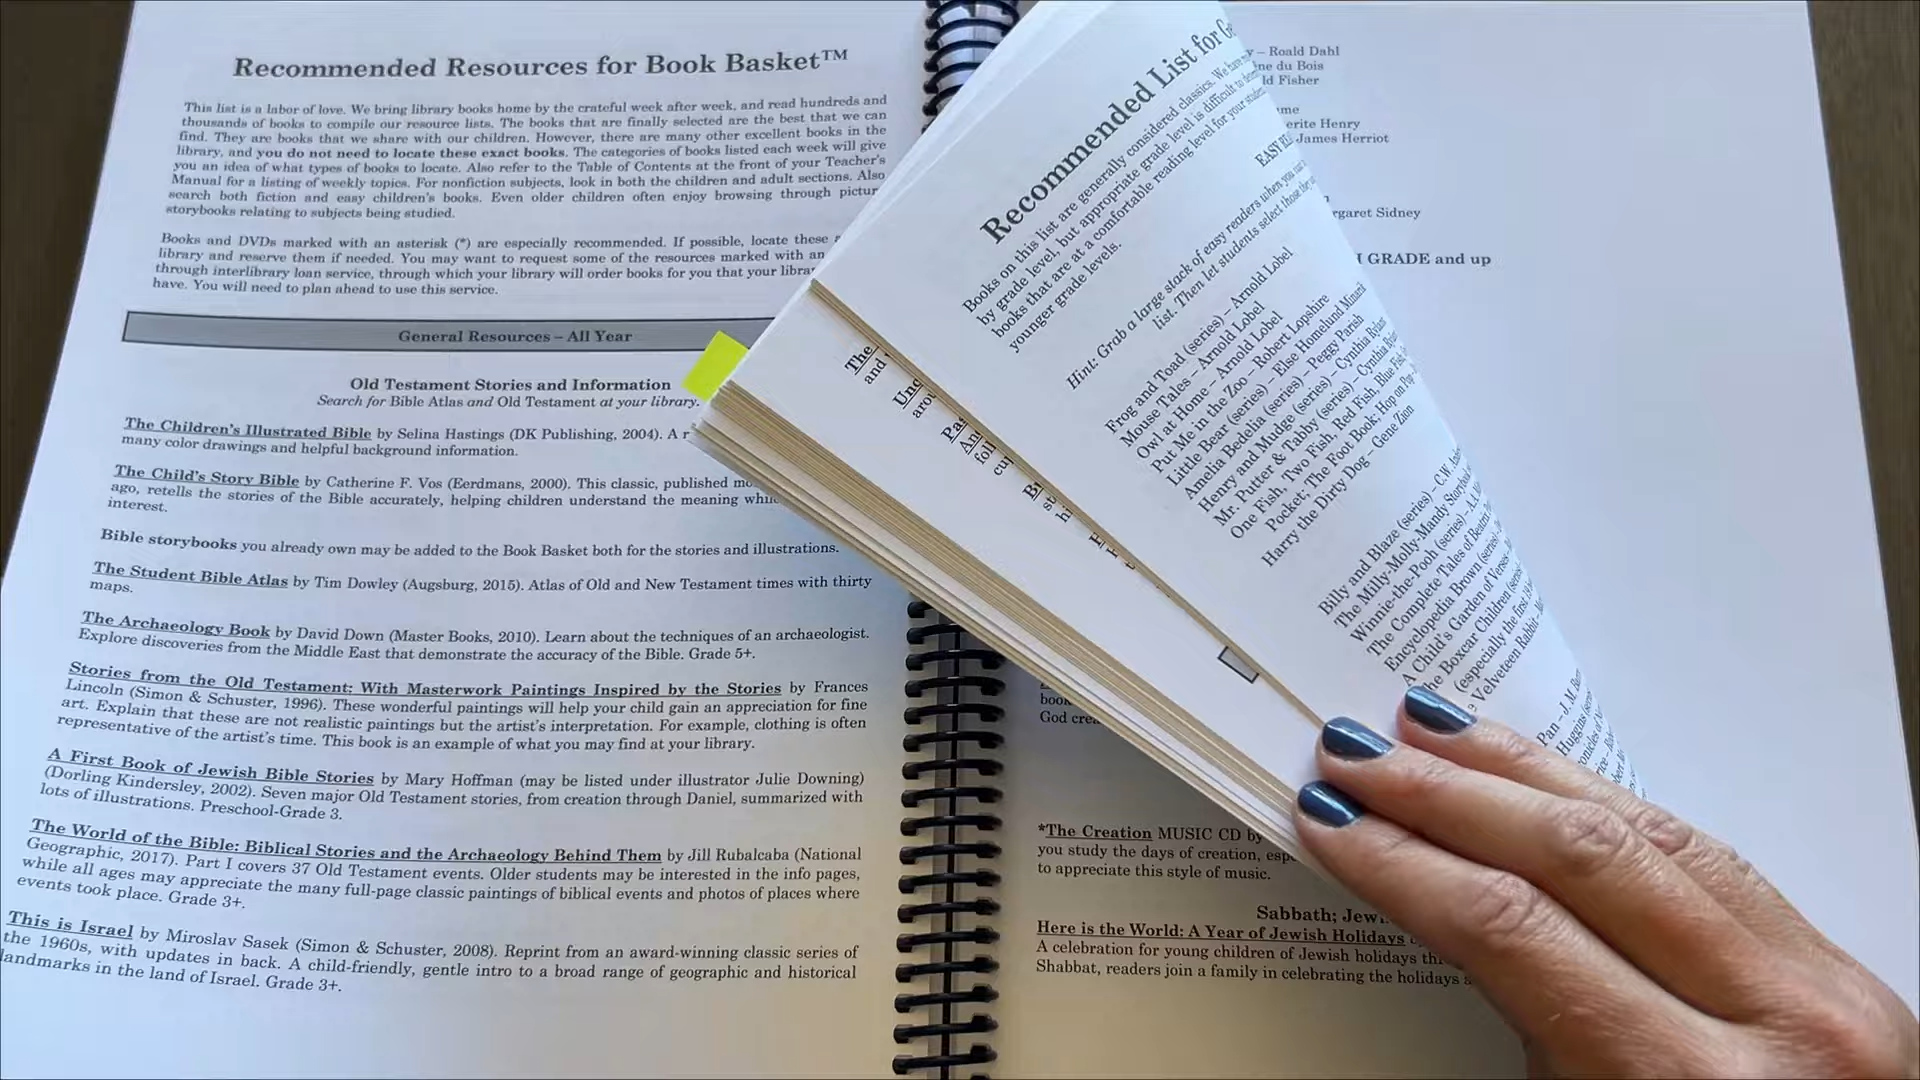 Recommended Resources for Book Basket™
This list is a labor of love. We bring library books home by the crateful week after week, and read hundreds and
thousands of books to compile our resource lists. The books that are finally selected are the best that we can
find. They are books that we share with our children. However, there are many other excellent books in the
library, and you do not need to locate these exact books. The categories of books listed each week will give
you an idea of what types of books to locate. Also refer to the Table of Contents at the front of your Teacher's
Manual for a listing of weekly topics. For nonfiction subjects, look in both the children and adult sections. Also
search both fiction and easy children's books. Even older children often enjoy browsing through
storybooks relating to subjects being studied.
Books and DVDs marked with an asterisk (*) are especially recommended. If possible, locate these
library and reserve them if needed. You may want to request some of the resources marked with an
through interlibrary loan service, through which your library will order books for you that your
have. You will need to plan ahead to use this service.
General Resources – All Year
Old Testament Stories and Information
Search for Bible Atlas and Old Testament at your library.
The Children's Illustrated Bible by Selina Hastings (DK Publishing, 2004). A
many color drawings and helpful background information.
The Child's Story Bible by Catherine F. Vos (Eerdmans, 2000). This classic, published
ago, retells the stories of the Bible accurately, helping children understand the meaning
interest.
Bible storybooks you already own may be added to the Book Basket both for the stories and illustrations.
The Student Bible Atlas by Tim Dowley (Augsburg, 2015). Atlas of Old and New Testament times with thirty
maps.
The Archaeology Book by David Down (Master Books, 2010). Learn about the techniques of an archaeologist.
Explore discoveries from the Middle East that demonstrate the accuracy of the Bible. Grade 5+.
Stories from the Old Testament: With Masterwork Paintings Inspired by the Stories by Frances
Lincoln (Simon & Schuster, 1996). These wonderful paintings will help your child gain an appreciation for fine
art. Explain that these are not realistic paintings but the artist's interpretation. For example, clothing is often
representative of the artist's time. This book is an example of what you may find at your library.
A First Book of Jewish Bible Stories by Mary Hoffman (may be listed under illustrator Julie Downing)
(Dorling Kindersley, 2002). Seven major Old Testament stories, from creation through Daniel, summarized with
lots of illustrations. Preschool-Grade 3.
The World of the Bible: Biblical Stories and the Archaeology Behind Them by Jill Rubalcaba (National
Geographic, 2017). Part I covers 37 Old Testament events. Older students may be interested in the info pages,
while all ages may appreciate the many full-page classic paintings of biblical events and photos of places where
events took place. Grade 3+.
This is Israel by Miroslav Sasek (Simon & Schuster, 2008). Reprint from an award-winning classic series of
the 1960s, with updates in back. A child-friendly, gentle intro to a broad range of geographic and historical
landmarks in the land of Israel. Grade 3+.
The
and
Recommended List for
Books on this list are generally considered classics. We have
by grade level, but appropriate grade level is difficult to
books that are at a comfortable reading level for your
younger grade levels.
EASY
Hint: Grab a large stack of easy readers when you
list. Then let students select those
Frog and Toad (series) – Arnold Lobel
Mouse Tales – Arnold Lobel
Owl at Home – Arnold Lobel
Put Me in the Zoo – Robert Lopshire
Little Bear (series) – Else Homelund Minarik
Amelia Bedelia (series) – Peggy Parish
Henry and Mudge (series) – Cynthia Rylant
Mr. Putter & Tabby (series) – Cynthia
One Fish, Two Fish, Red Fish, Blue Fish
Pocket; The Foot Book; Hop on Pop
Harry the Dirty Dog – Gene Zion
Billy and Blaze (series) – C.W.
The Milly-Molly-Mandy Storybook
Winnie-the-Pooh (series) – A.A.
The Complete Tales of Beatrix
Encyclopedia Brown (series)
A Child's Garden of Verses
Boxcar Children
(especially the first
Velveteen Rabbit
Pan – J. M.
Huggins
– Roald Dahl
du Bois
Fisher
Henry
James Herriot
Sidney
GRADE and up
book
God
*The Creation MUSIC CD by
you study the days of creation,
to appreciate this style of music.
Sabbath;
Here is the World: A Year of Jewish Holidays
A celebration for young children of Jewish holidays
Shabbat, readers join a family in celebrating the holidays